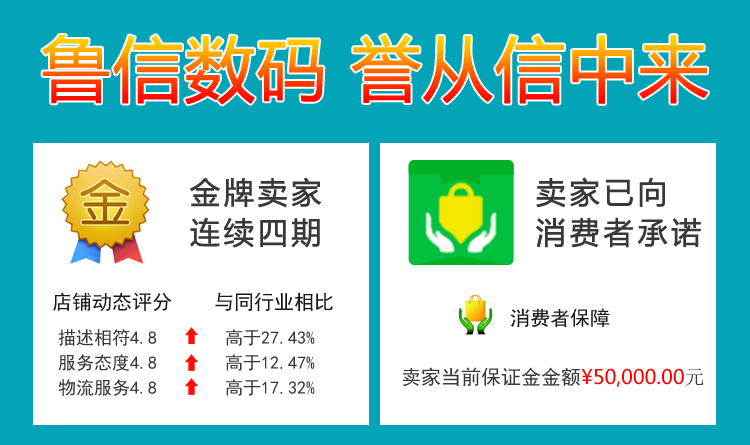 鲁信数码 誉从信中来
金
金牌卖家
连续四期
店铺动态评分 与同行业相比
描述相符4.8 高于27.43%
服务态度4.8 高于12.47%
物流服务4.8 高于17.32%
卖家已向
消费者承诺
消费者保障
卖家当前保证金金额¥50,000.00元